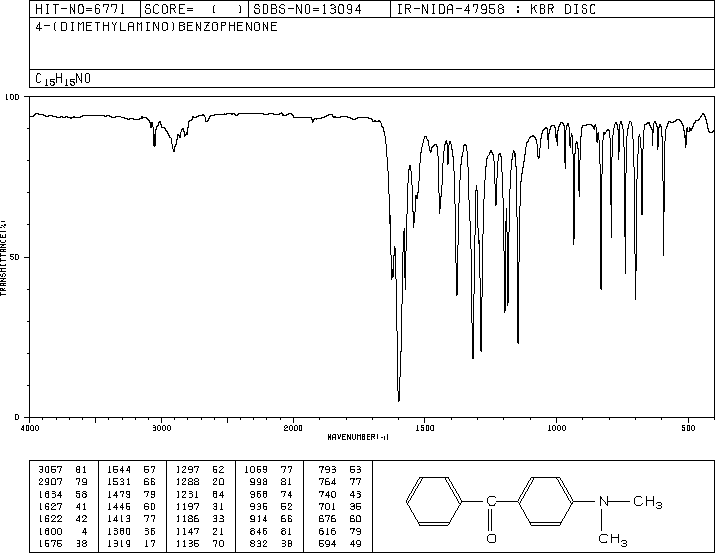 HIT-NO=6771 SCORE= ( ) SDBS-NO=13094 IR-NIDA-47958 : KBR DISC
4-(DIMETHYLAMINO)BENZOPHENONE
C15H15NO
100
50
0
TRANSMITTANCE(%)
4000 3000 2000 1500 1000 500
WAVENUMBER(-1)
3057 81 1544 57 1297 52 1069 77 793 53
2907 79 1531 66 1288 20 998 81 764 77
1634 58 1479 79 1231 64 968 74 740 43
1627 41 1446 60 1197 31 936 52 701 35
1622 42 1413 77 1186 33 914 66 676 60
1600 4 1380 36 1147 21 846 81 616 79
1575 38 1319 17 1135 70 832 38 594 49
C
O
N
CH3
CH3